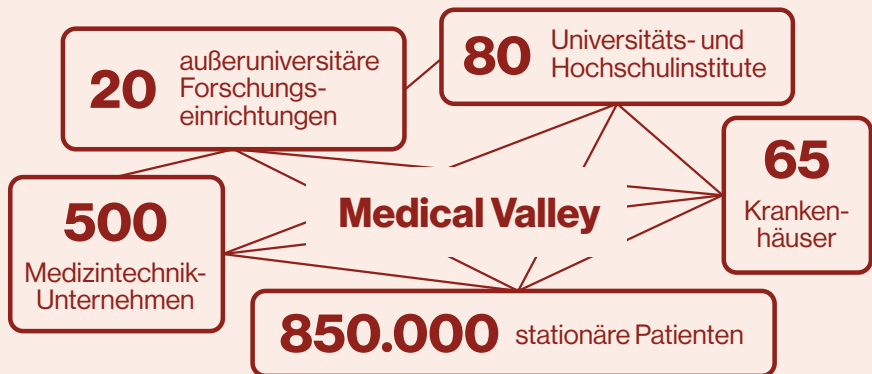 20
außeruniversitäre
Forschungs-
einrichtungen
80
Universitäts- und
Hochschulinstitute
65
Kranken-
häuser
Medical Valley
500
Medizintechnik-
Unternehmen
850.000 stationäre Patienten